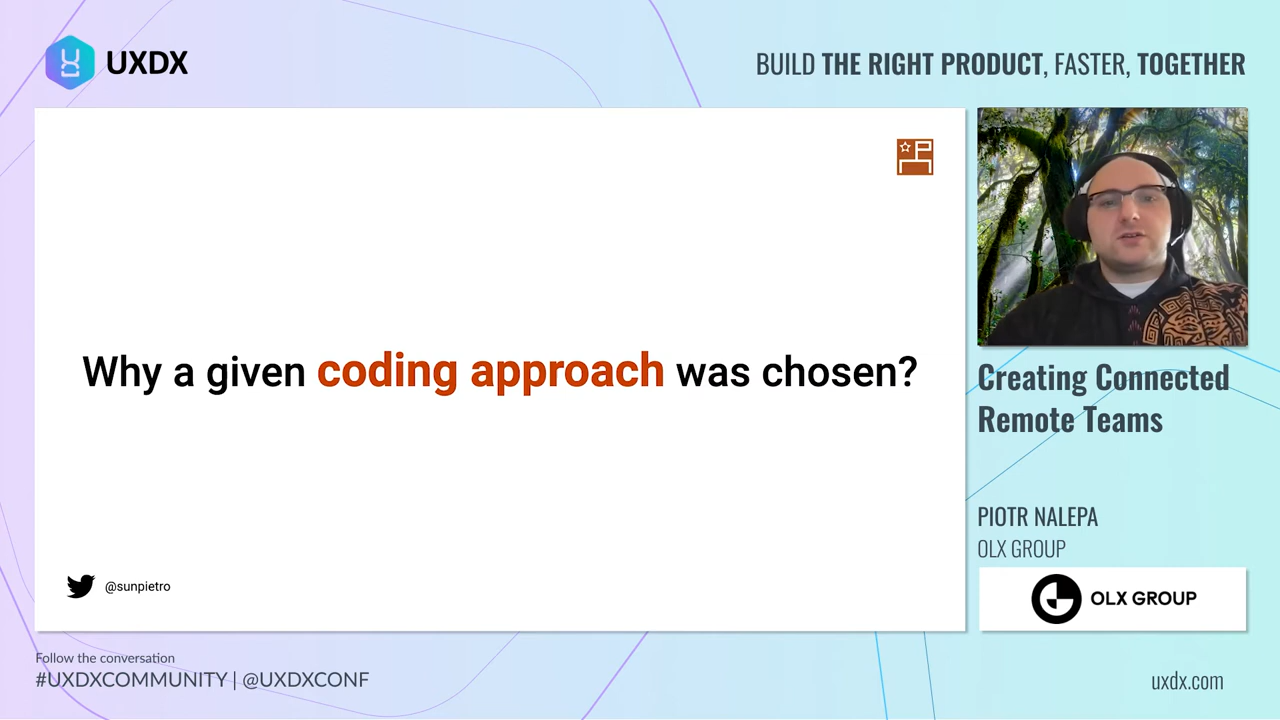 UXDX
BUILD THE RIGHT PRODUCT, FASTER, TOGETHER
Why a given coding approach was chosen?
@sunpietro
Creating Connected
Remote Teams
PIOTR NALEPA
OLX GROUP
OLX GROUP
Follow the conversation
#UXDXCOMMUNITY | @UXDXCONF
uxdx.com